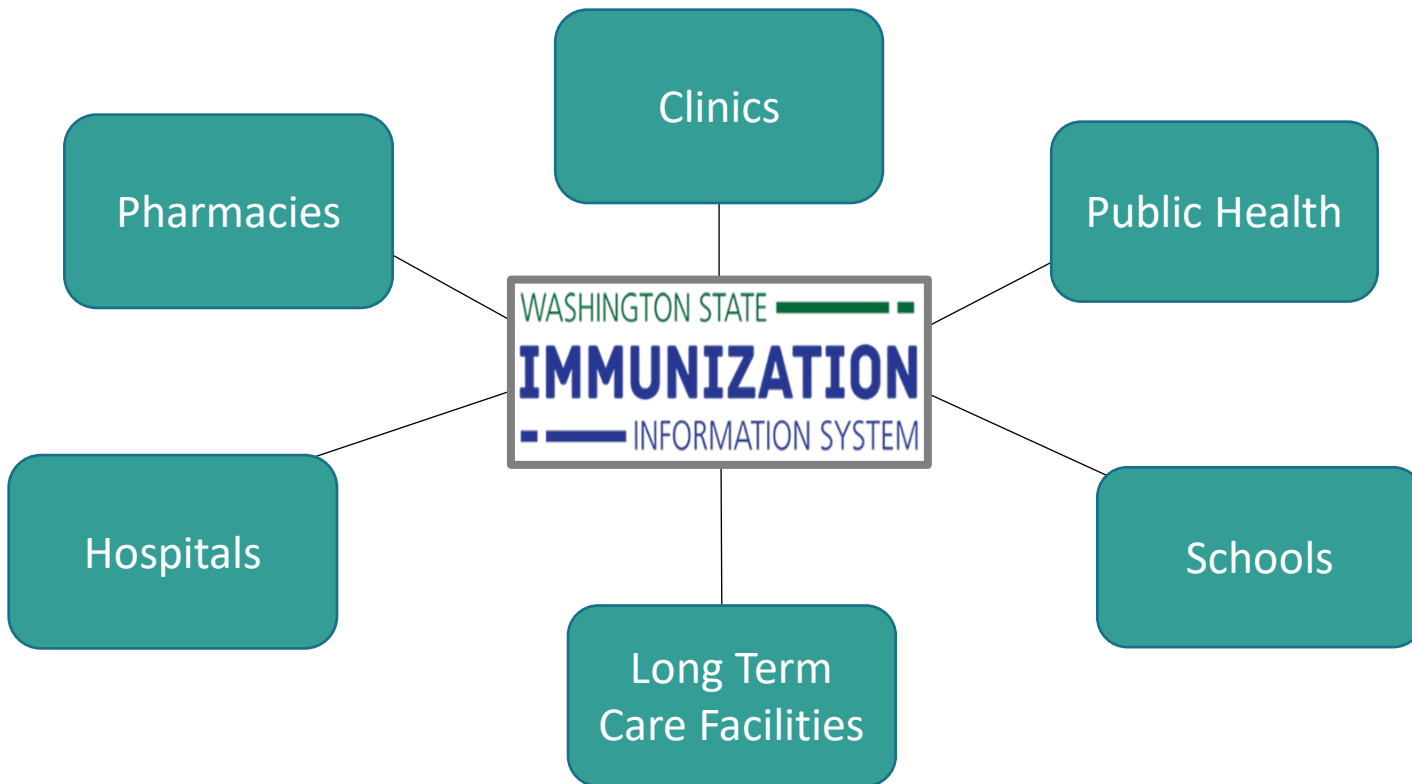 Clinics
Pharmacies
Public Health
WASHINGTON STATE
IMMUNIZATION
INFORMATION SYSTEM
Hospitals
Schools
Long Term
Care Facilities